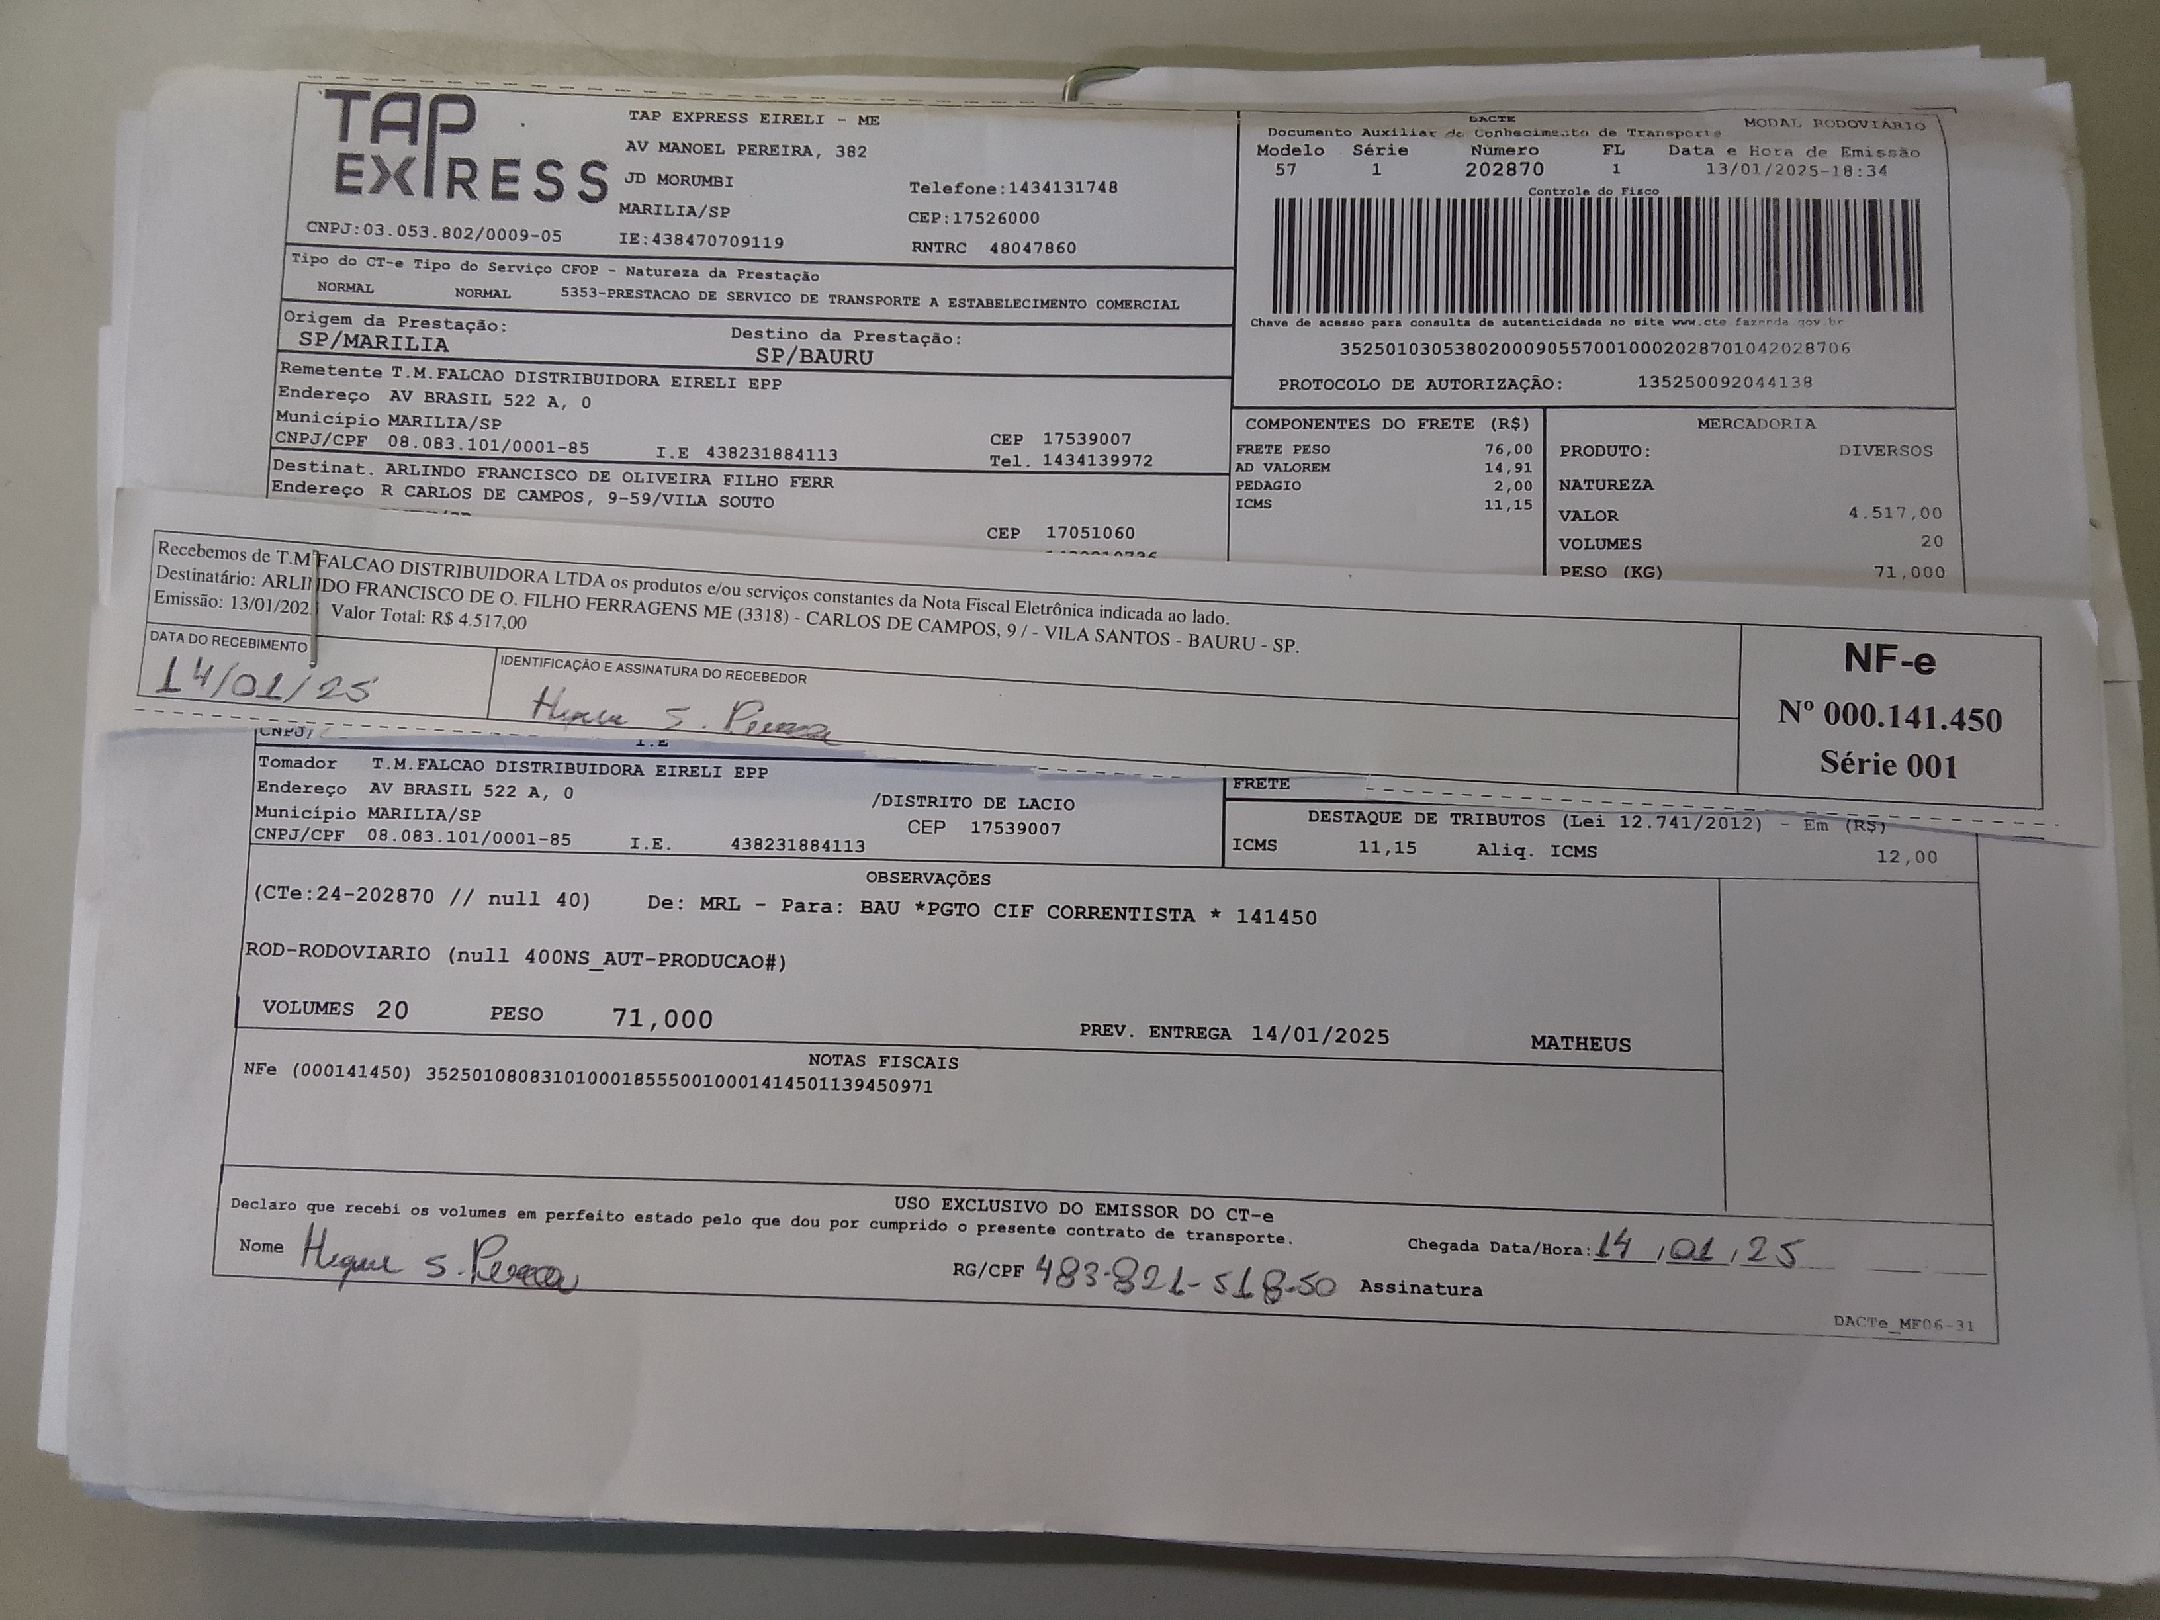 TAP
EXPRESS
TAP EXPRESS EIRELI - ME
AV MANOEL PEREIRA, 382
JD MORUMBI
Telefone:1434131748
MARILIA/SP
CEP:17526000
CNPJ:03.053.802/0009-05
IE:438470709119
RNTRC 48047860
DACTE
MODAL RODOVIÁRIO
Documento Auxiliar do Conhecimento de Transporte
Modelo Série Número FL Data e Hora de Emissão
57 1 202870 1 13/01/2025-18:34
Controle do Fisco
Chave de acesso para consulta de autenticidade no site www.cte.fazenda.gov.br
35250103053802000905570010002028701042028706
PROTOCOLO DE AUTORIZAÇÃO: 135250092044138
Tipo do CT-e Tipo do Serviço CFOP - Natureza da Prestação
NORMAL NORMAL 5353-PRESTACAO DE SERVICO DE TRANSPORTE A ESTABELECIMENTO COMERCIAL
Origem da Prestação: Destino da Prestação:
SP/MARILIA SP/BAURU
Remetente T.M.FALCAO DISTRIBUIDORA EIRELI EPP
Endereço AV BRASIL 522 A, 0
Município MARILIA/SP
CEP 17539007
CNPJ/CPF 08.083.101/0001-85 I.E 438231884113
Tel. 1434139972
Destinat. ARLINDO FRANCISCO DE OLIVEIRA FILHO FERR
Endereço R CARLOS DE CAMPOS, 9-59/VILA SOUTO
CEP 17051060
COMPONENTES DO FRETE (R$)
FRETE PESO 76,00
AD VALOREM 14,91
PEDAGIO 2,00
ICMS 11,15
MERCADORIA
PRODUTO: DIVERSOS
NATUREZA
VALOR 4.517,00
VOLUMES 20
PESO (KG) 71,000
Recebemos de T.M FALCAO DISTRIBUIDORA LTDA os produtos e/ou serviços constantes da Nota Fiscal Eletrônica indicada ao lado.
Destinatário: ARLINDO FRANCISCO DE O. FILHO FERRAGENS ME (3318) - CARLOS DE CAMPOS, 9 / - VILA SANTOS - BAURU - SP.
Emissão: 13/01/202 Valor Total: R$ 4.517,00
DATA DO RECEBIMENTO
IDENTIFICAÇÃO E ASSINATURA DO RECEBEDOR
14/01/25
S.
NF-e
Nº 000.141.450
Série 001
CNPJ/
I.E
Tomador T.M.FALCAO DISTRIBUIDORA EIRELI EPP
Endereço AV BRASIL 522 A, 0 /DISTRITO DE LACIO
Município MARILIA/SP CEP 17539007
CNPJ/CPF 08.083.101/0001-85 I.E. 438231884113
FRETE
DESTAQUE DE TRIBUTOS (Lei 12.741/2012) - Em (R$)
ICMS 11,15 Aliq. ICMS 12,00
OBSERVAÇÕES
(CTe:24-202870 // null 40) De: MRL - Para: BAU *PGTO CIF CORRENTISTA * 141450
ROD-RODOVIARIO (null 400NS_AUT-PRODUCAO#)
VOLUMES 20 PESO 71,000 PREV. ENTREGA 14/01/2025 MATHEUS
NOTAS FISCAIS
NFe (000141450) 35250108083101000185550010001414501139450971
USO EXCLUSIVO DO EMISSOR DO CT-e
Declaro que recebi os volumes em perfeito estado pelo que dou por cumprido o presente contrato de transporte.
Nome S. RG/CPF 483-821-518-50 Assinatura
Chegada Data/Hora: 14/01/25
DACTe_MF06-31